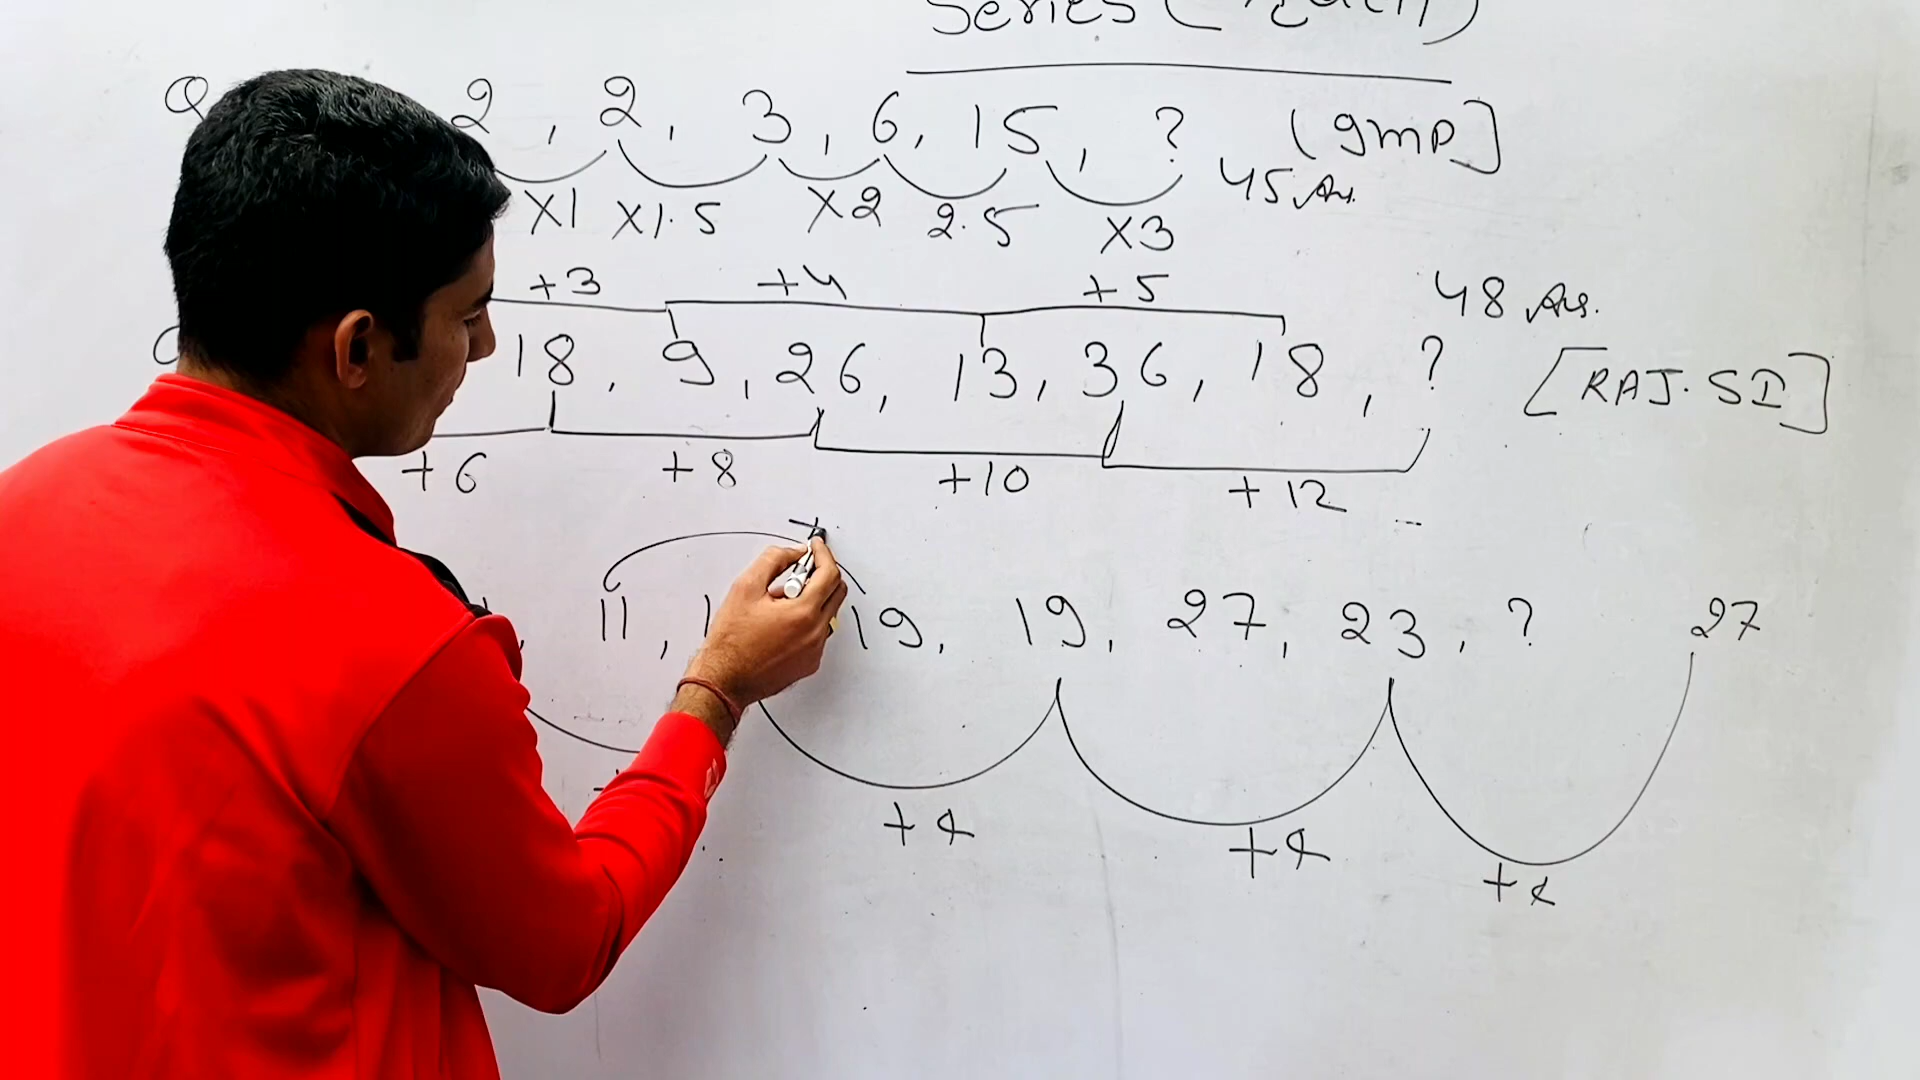 Series (
Q 2 , 2 , 3 , 6 , 15 , ? (gmp]
45 Ans.
X1 X1.5 X2 2.5 X3
+3 +4 +5
48 Ans.
18 , 9 , 26 , 13 , 36 , 18 , ? [RAJ. SI]
+6 +8 +10 +12
+
11 , 19 , 19 , 27 , 23 , ? 27
+4 +4 +4